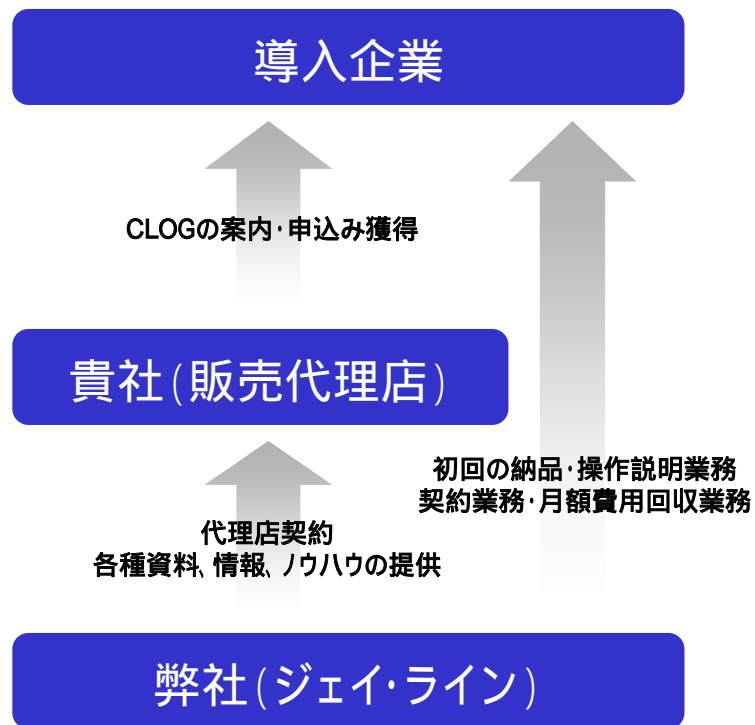 導入企業
CLOGの案内・申込み獲得
貴社(販売代理店)
初回の納品・操作説明業務
契約業務・月額費用回収業務
代理店契約
各種資料、情報、ノウハウの提供
弊社(ジェイ・ライン)